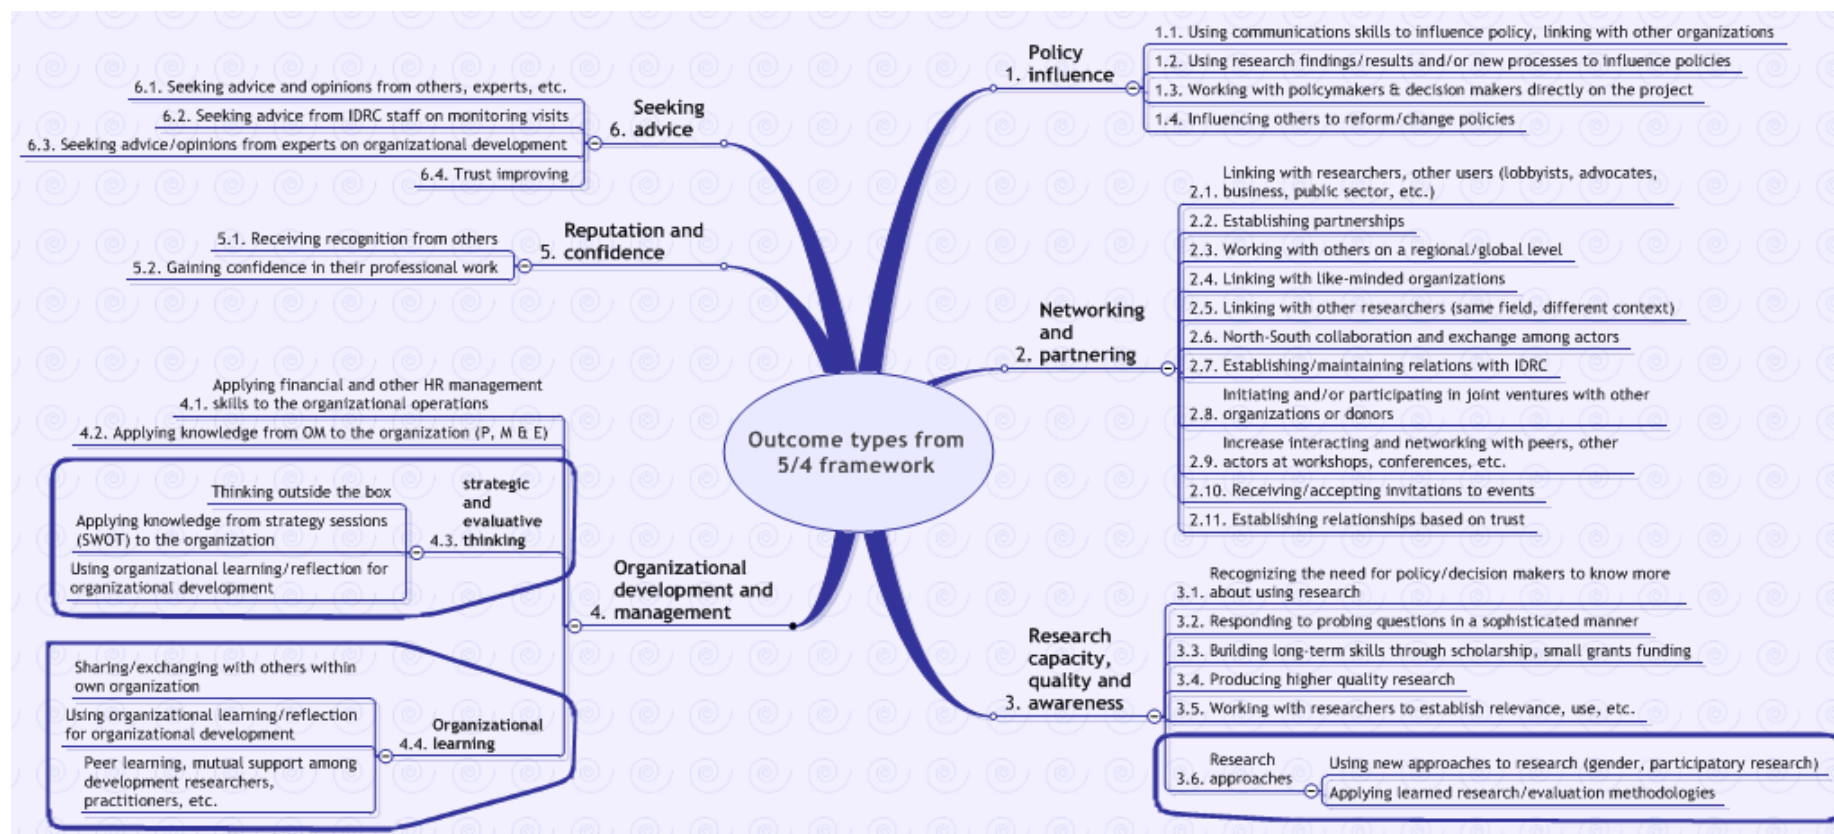 Outcome types from
5/4 framework
Policy
1. influence
1.1. Using communications skills to influence policy, linking with other organizations
1.2. Using research findings/results and/or new processes to influence policies
1.3. Working with policymakers & decision makers directly on the project
1.4. Influencing others to reform/change policies
Networking
and
2. partnering
Linking with researchers, other users (lobbyists, advocates,
2.1. business, public sector, etc.)
2.2. Establishing partnerships
2.3. Working with others on a regional/global level
2.4. Linking with like-minded organizations
2.5. Linking with other researchers (same field, different context)
2.6. North-South collaboration and exchange among actors
2.7. Establishing/maintaining relations with IDRC
Initiating and/or participating in joint ventures with other
2.8. organizations or donors
Increase interacting and networking with peers, other
2.9. actors at workshops, conferences, etc.
2.10. Receiving/accepting invitations to events
2.11. Establishing relationships based on trust
Research
capacity,
quality and
3. awareness
Recognizing the need for policy/decision makers to know more
3.1. about using research
3.2. Responding to probing questions in a sophisticated manner
3.3. Building long-term skills through scholarship, small grants funding
3.4. Producing higher quality research
3.5. Working with researchers to establish relevance, use, etc.
Research
3.6. approaches
Using new approaches to research (gender, participatory research)
Applying learned research/evaluation methodologies
Organizational
development and
4. management
Applying financial and other HR management
4.1. skills to the organizational operations
4.2. Applying knowledge from OM to the organization (P, M & E)
strategic
and
evaluative
4.3. thinking
Thinking outside the box
Applying knowledge from strategy sessions
(SWOT) to the organization
Using organizational learning/reflection for
organizational development
Organizational
4.4. learning
Sharing/exchanging with others within
own organization
Using organizational learning/reflection
for organizational development
Peer learning, mutual support among
development researchers,
practitioners, etc.
Reputation and
5. confidence
5.1. Receiving recognition from others
5.2. Gaining confidence in their professional work
Seeking
6. advice
6.1. Seeking advice and opinions from others, experts, etc.
6.2. Seeking advice from IDRC staff on monitoring visits
6.3. Seeking advice/opinions from experts on organizational development
6.4. Trust improving